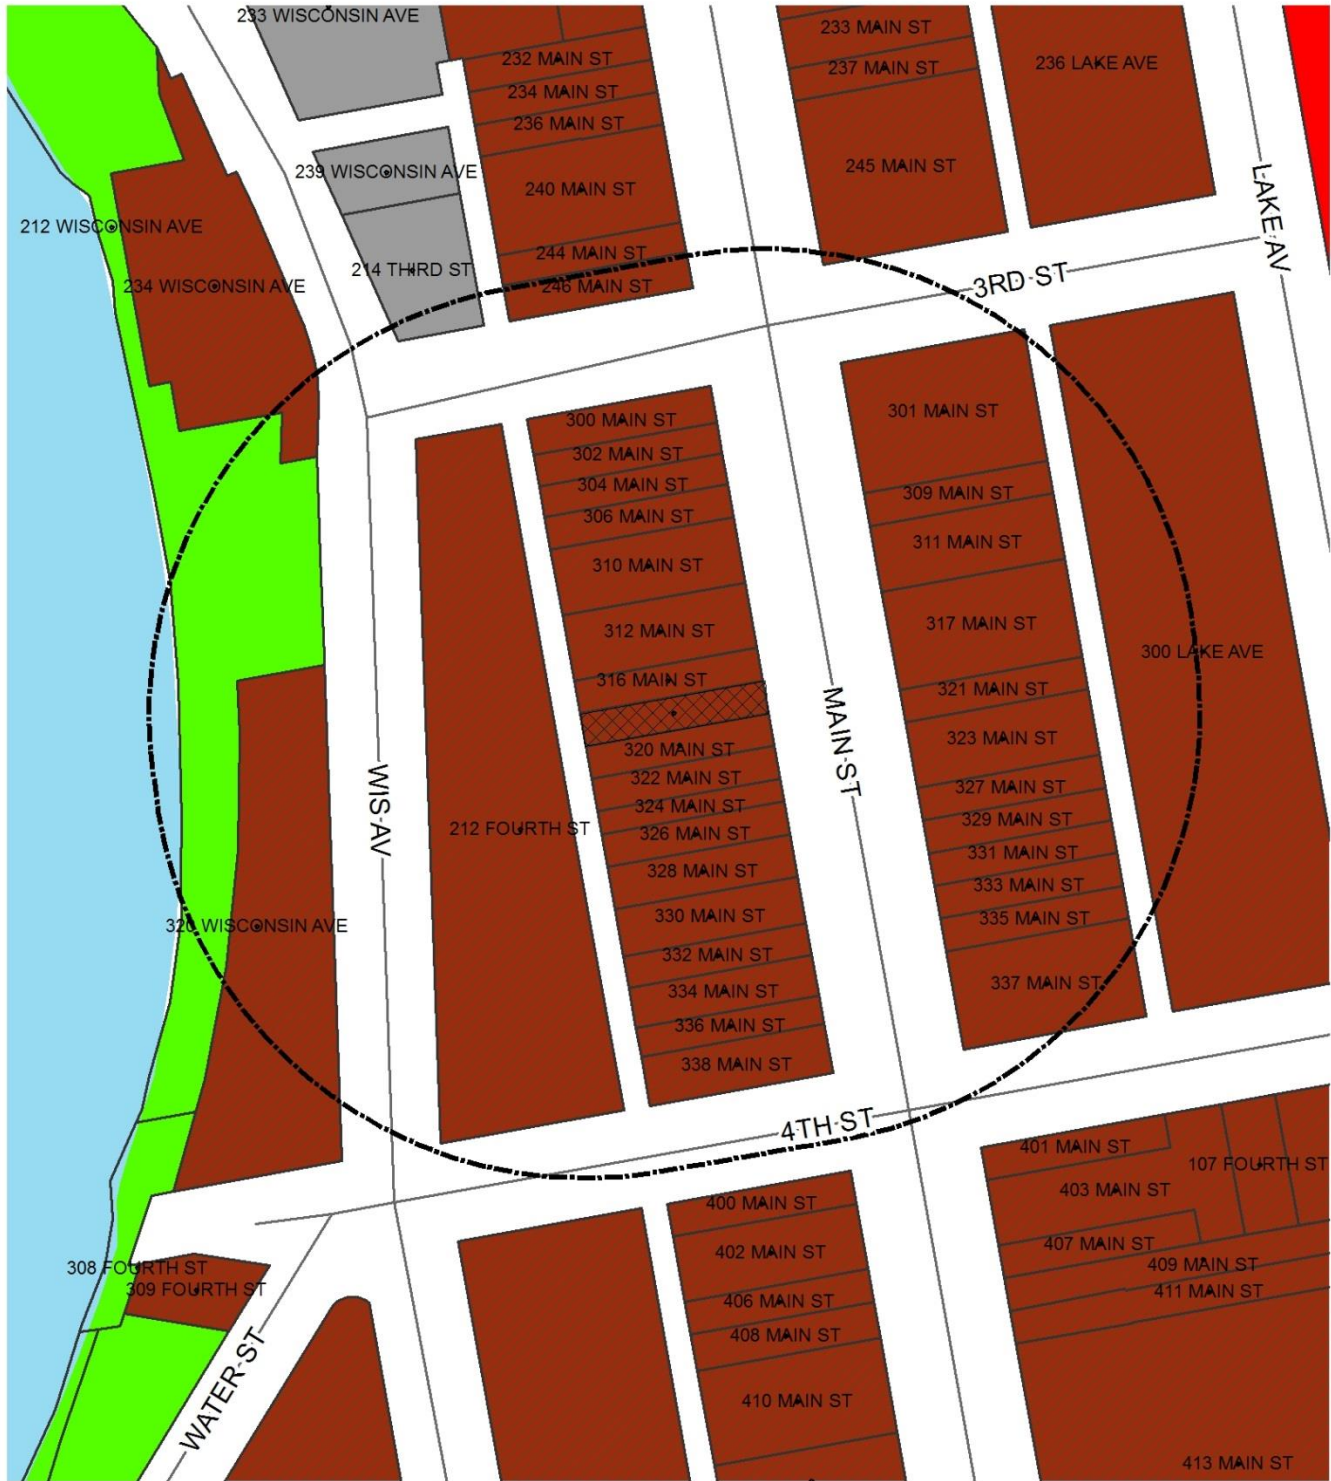 233 WISCONSIN AVE
232 MAIN ST
234 MAIN ST
236 MAIN ST
239 WISCONSIN AVE
240 MAIN ST
212 WISCONSIN AVE
244 MAIN ST
214 THIRD ST
234 WISCONSIN AVE
246 MAIN ST
233 MAIN ST
237 MAIN ST
236 LAKE AVE
245 MAIN ST
LAKE AV
3RD ST
300 MAIN ST
302 MAIN ST
304 MAIN ST
306 MAIN ST
310 MAIN ST
312 MAIN ST
316 MAIN ST
320 MAIN ST
322 MAIN ST
324 MAIN ST
326 MAIN ST
328 MAIN ST
330 MAIN ST
332 MAIN ST
334 MAIN ST
336 MAIN ST
338 MAIN ST
301 MAIN ST
309 MAIN ST
311 MAIN ST
317 MAIN ST
321 MAIN ST
323 MAIN ST
327 MAIN ST
329 MAIN ST
331 MAIN ST
333 MAIN ST
335 MAIN ST
337 MAIN ST
300 LAKE AVE
MAIN ST
WIS AV
212 FOURTH ST
320 WISCONSIN AVE
4TH ST
401 MAIN ST
107 FOURTH ST
403 MAIN ST
407 MAIN ST
409 MAIN ST
411 MAIN ST
400 MAIN ST
402 MAIN ST
406 MAIN ST
408 MAIN ST
410 MAIN ST
308 FOURTH ST
309 FOURTH ST
WATER ST
413 MAIN ST